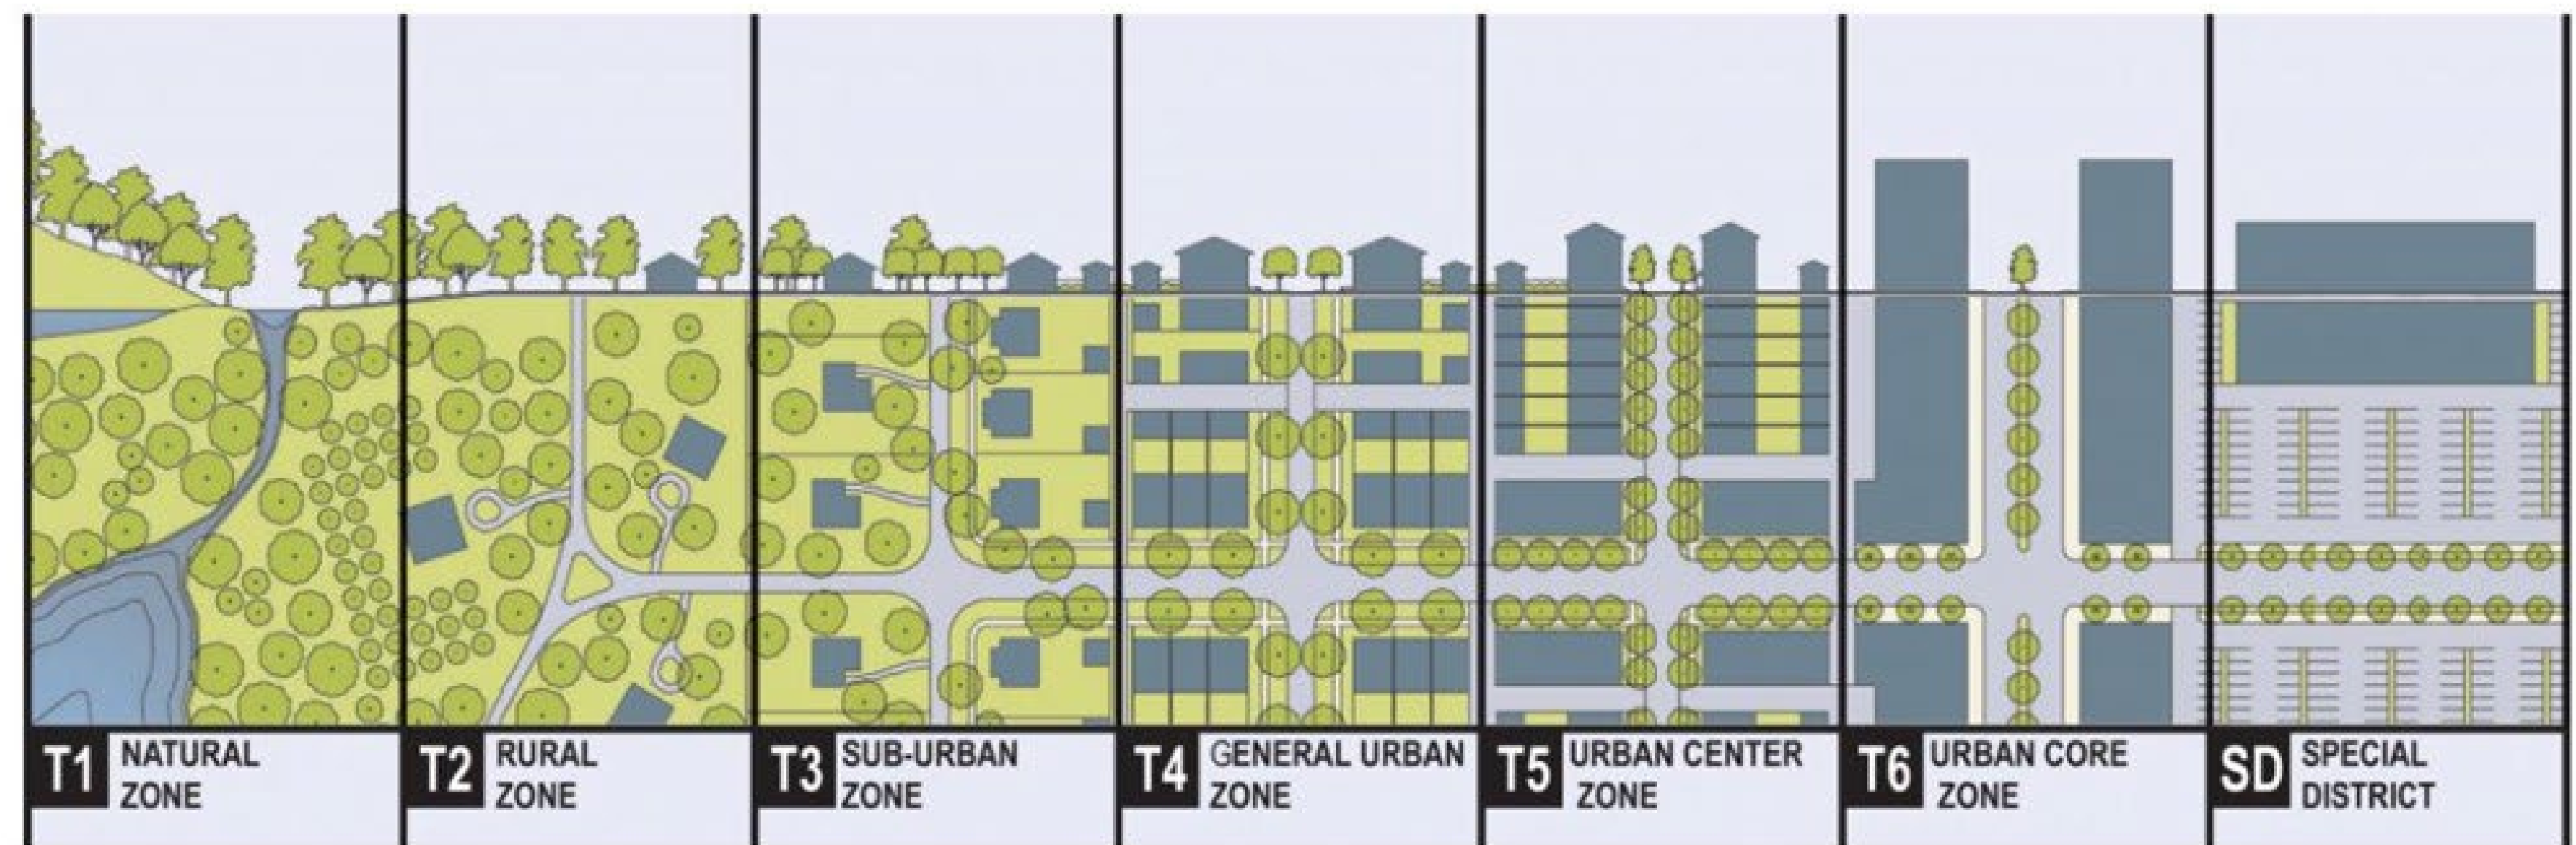 T1 NATURAL
ZONE
T2 RURAL
ZONE
T3 SUB-URBAN
ZONE
T4 GENERAL URBAN
ZONE
T5 URBAN CENTER
ZONE
T6 URBAN CORE
ZONE
SD SPECIAL
DISTRICT